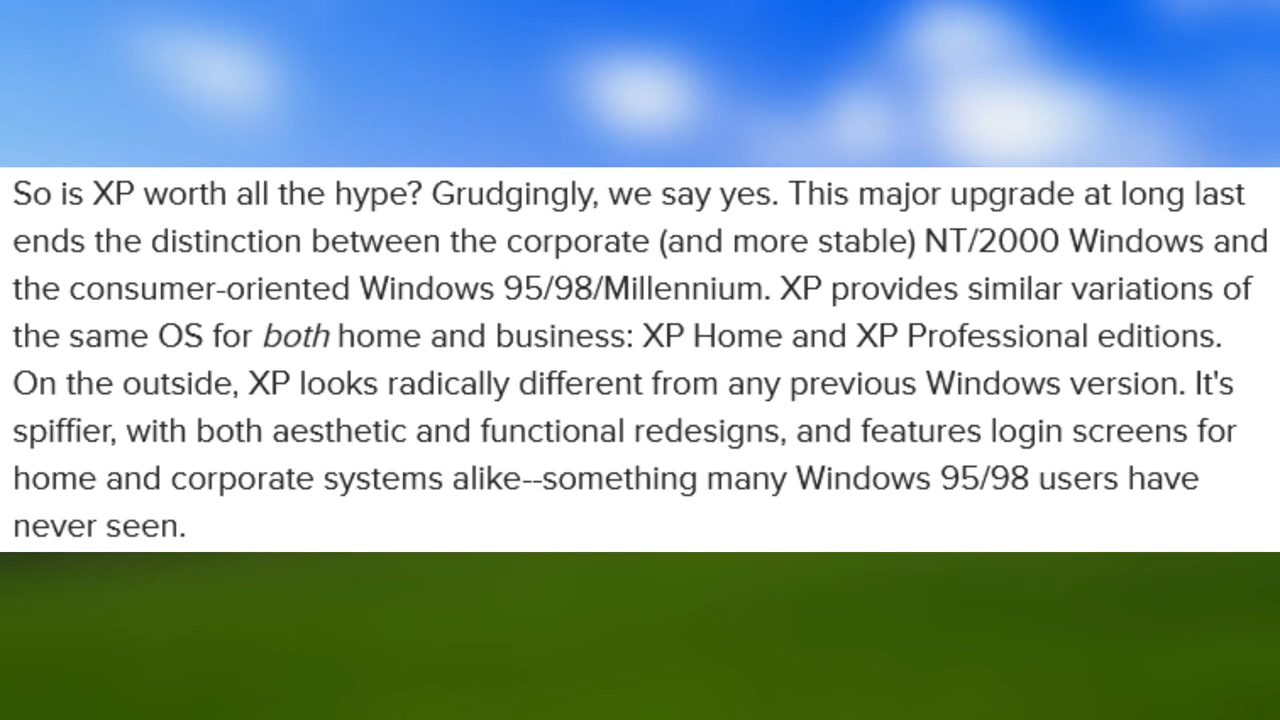 So is XP worth all the hype? Grudgingly, we say yes. This major upgrade at long last
ends the distinction between the corporate (and more stable) NT/2000 Windows and
the consumer-oriented Windows 95/98/Millennium. XP provides similar variations of
the same OS for both home and business: XP Home and XP Professional editions.
On the outside, XP looks radically different from any previous Windows version. It's
spiffier, with both aesthetic and functional redesigns, and features login screens for
home and corporate systems alike--something many Windows 95/98 users have
never seen.